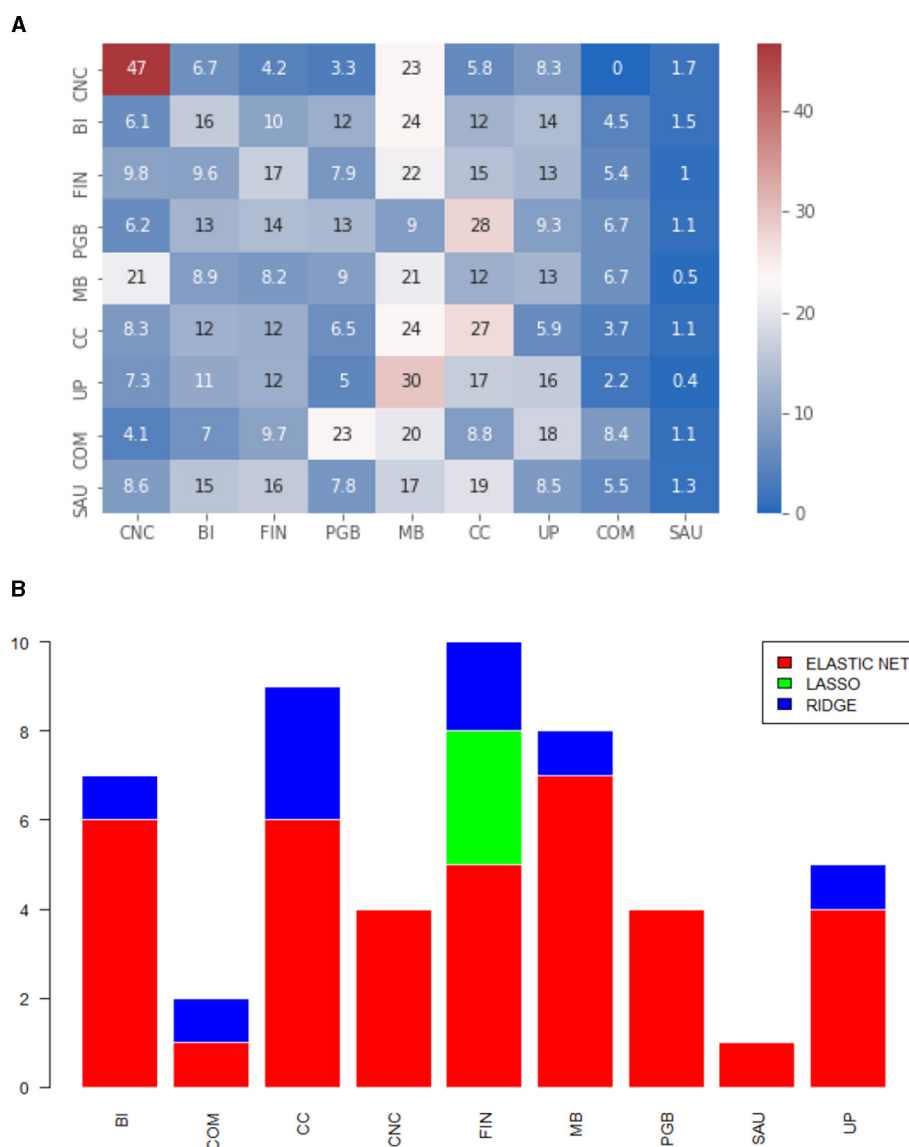 A
CNC 47 6.7 4.2 3.3 23 5.8 8.3 0 1.7
BI 6.1 16 10 12 24 12 14 4.5 1.5
FIN 9.8 9.6 17 7.9 22 15 13 5.4 1
PGB 6.2 13 14 13 9 28 9.3 6.7 1.1
MB 21 8.9 8.2 9 21 12 13 6.7 0.5
CC 8.3 12 12 6.5 24 27 5.9 3.7 1.1
UP 7.3 11 12 5 30 17 16 2.2 0.4
COM 4.1 7 9.7 23 20 8.8 18 8.4 1.1
SAU 8.6 15 16 7.8 17 19 8.5 5.5 1.3
CNC BI FIN PGB MB CC UP COM SAU
40
30
20
10
0
B
10
8
6
4
2
0
ELASTIC NET
LASSO
RIDGE
BI COM CC CNC FIN MB PGB SAU UP